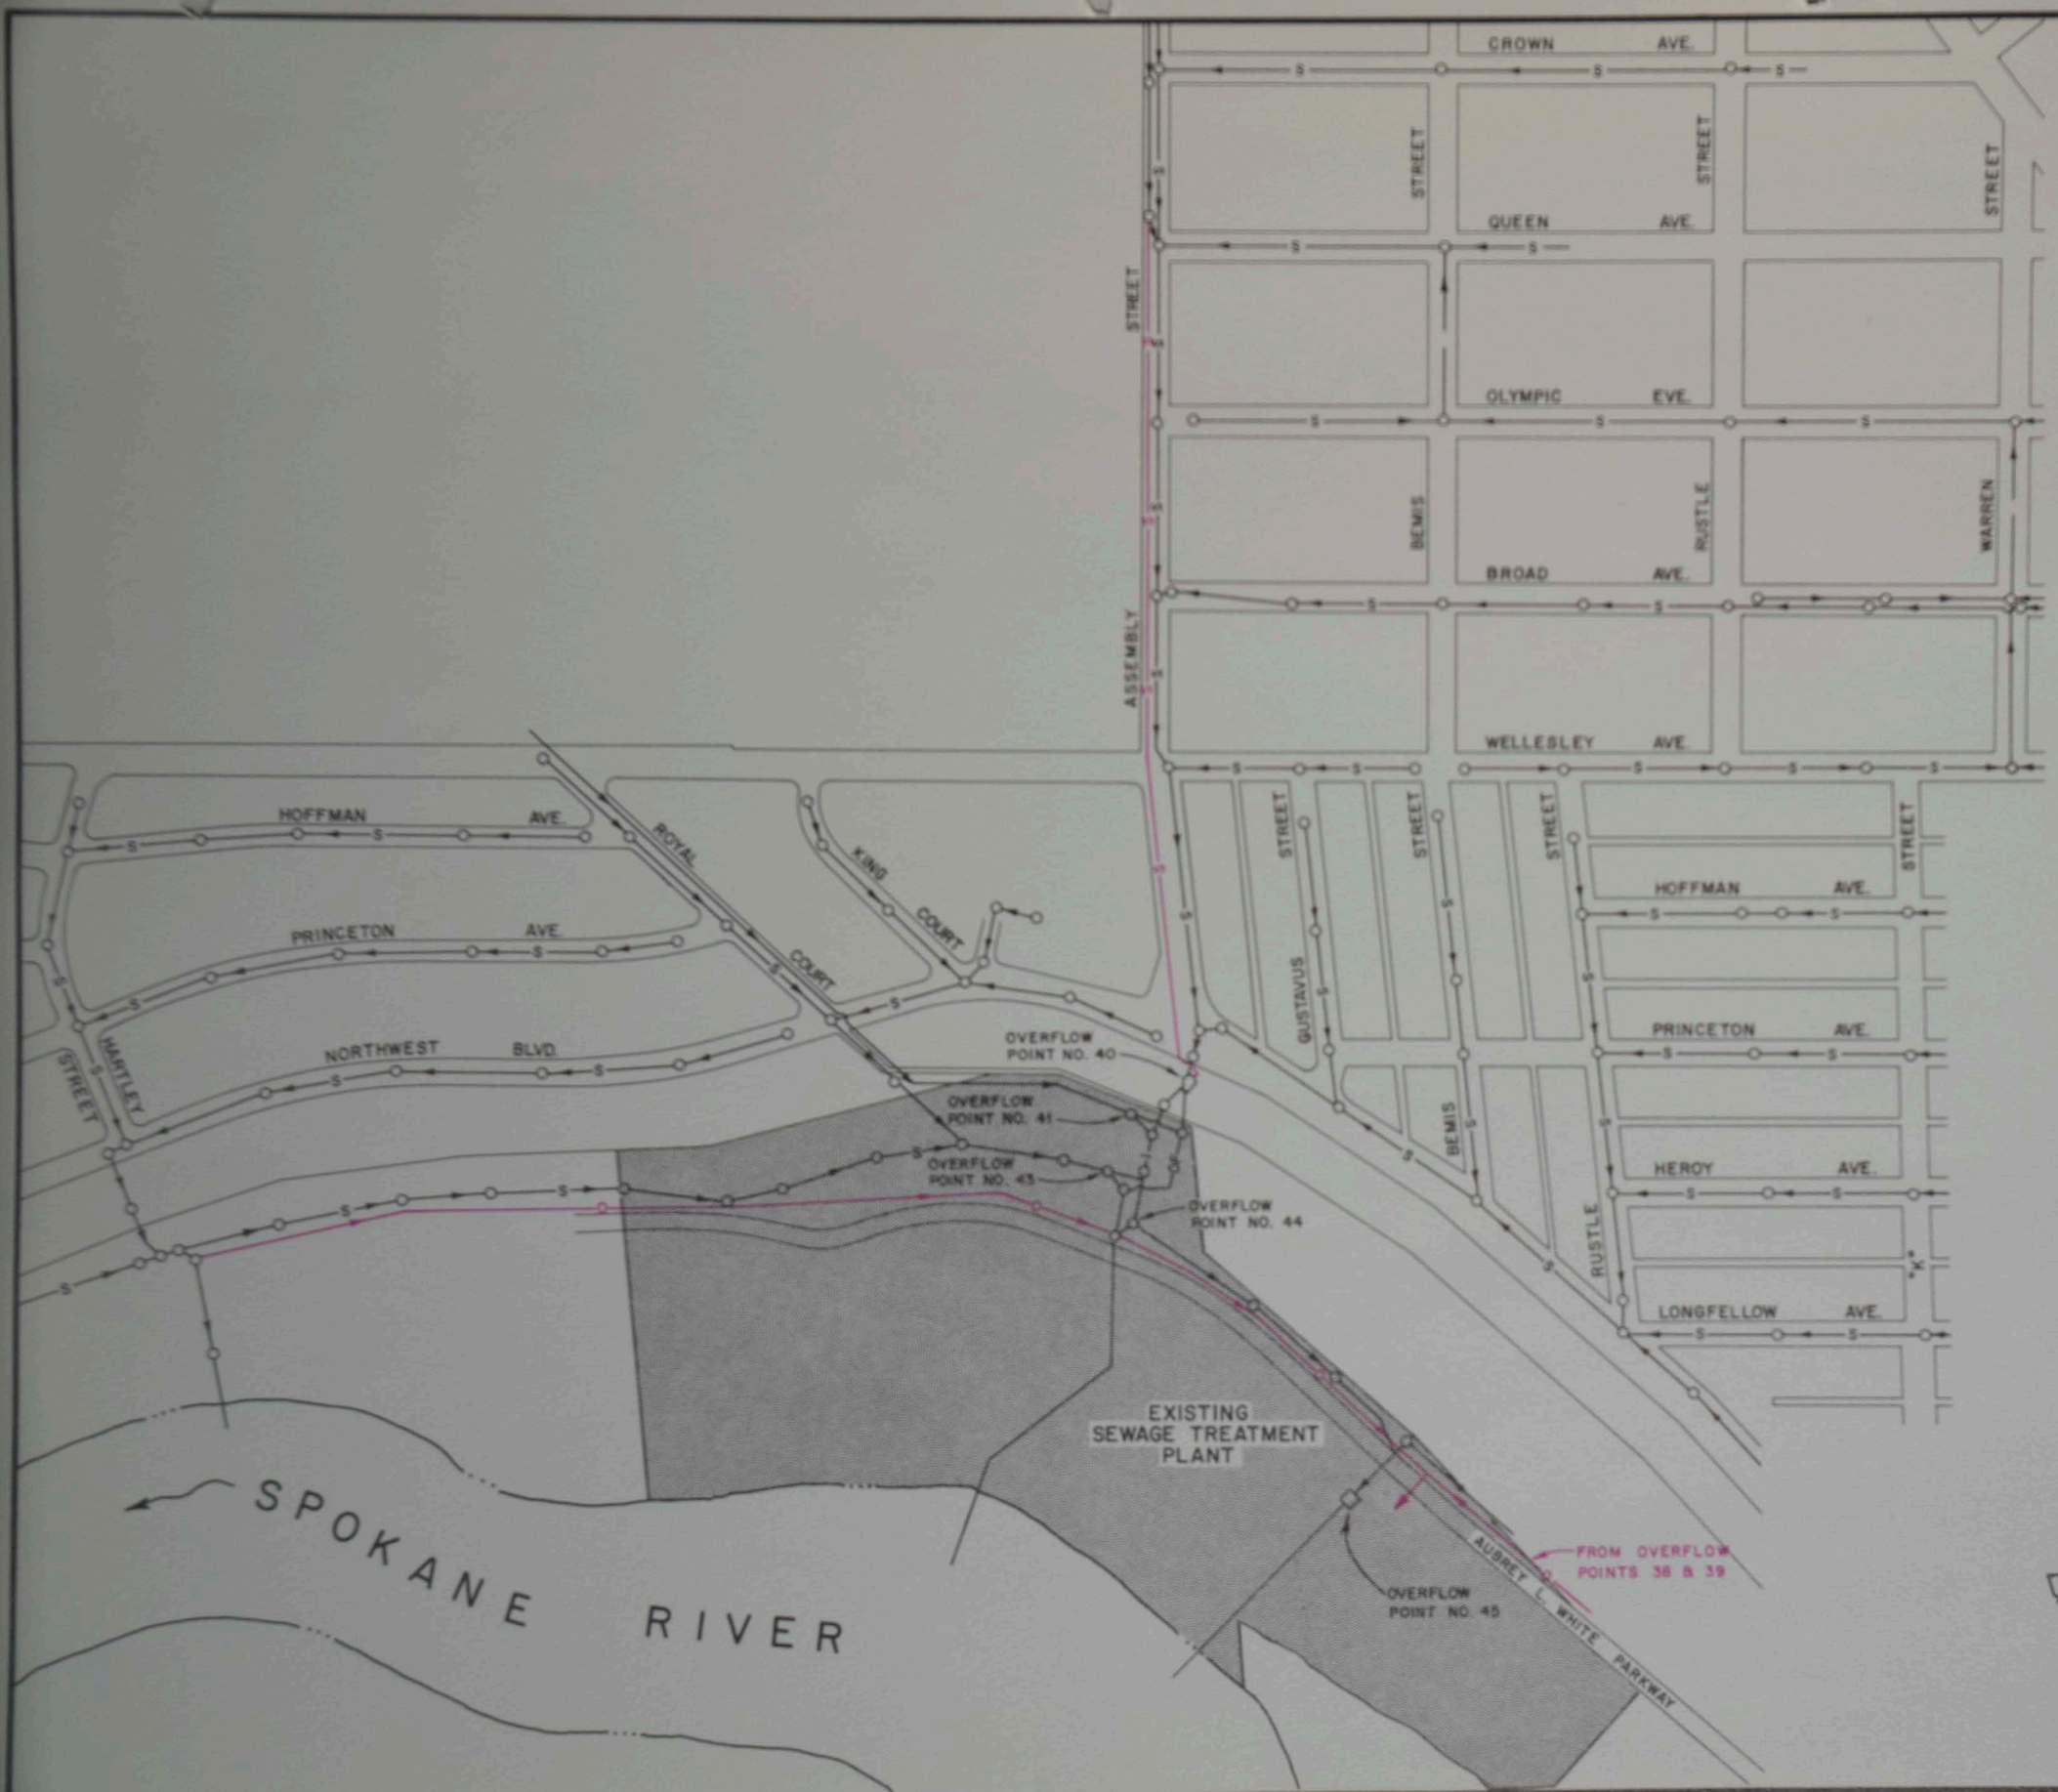 CROWN AVE.
S S S
STREET
STREET
STREET
S
QUEEN AVE.
S S
STREET
S S
OLYMPIC EVE.
S S S
BEMIS
RUSTLE
WARREN
S S
BROAD AVE.
S S
ASSEMBLY
S S
WELLESLEY AVE.
S S S S S
HOFFMAN AVE.
S S
ROYAL
COURT
S
KING
COURT
S
S
S
STREET
STREET
STREET
STREET
HOFFMAN AVE.
S S
S
PRINCETON AVE.
S S
S
GUSTAVUS
S
S
PRINCETON AVE.
S S
NORTHWEST BLVD.
S S
HARTLEY
STREET
S
S
OVERFLOW
POINT NO. 40
OVERFLOW
POINT NO. 41
OVERFLOW
POINT NO. 43
OVERFLOW
POINT NO. 44
BEMIS
S
S
S
HEROY AVE.
S S
S S S S
RUSTLE
S
"K"
LONGFELLOW AVE.
S S
EXISTING
SEWAGE TREATMENT
PLANT
SPOKANE RIVER
FROM OVERFLOW
POINTS 38 & 39
OVERFLOW
POINT NO. 45
AUBREY L. WHITE PARKWAY